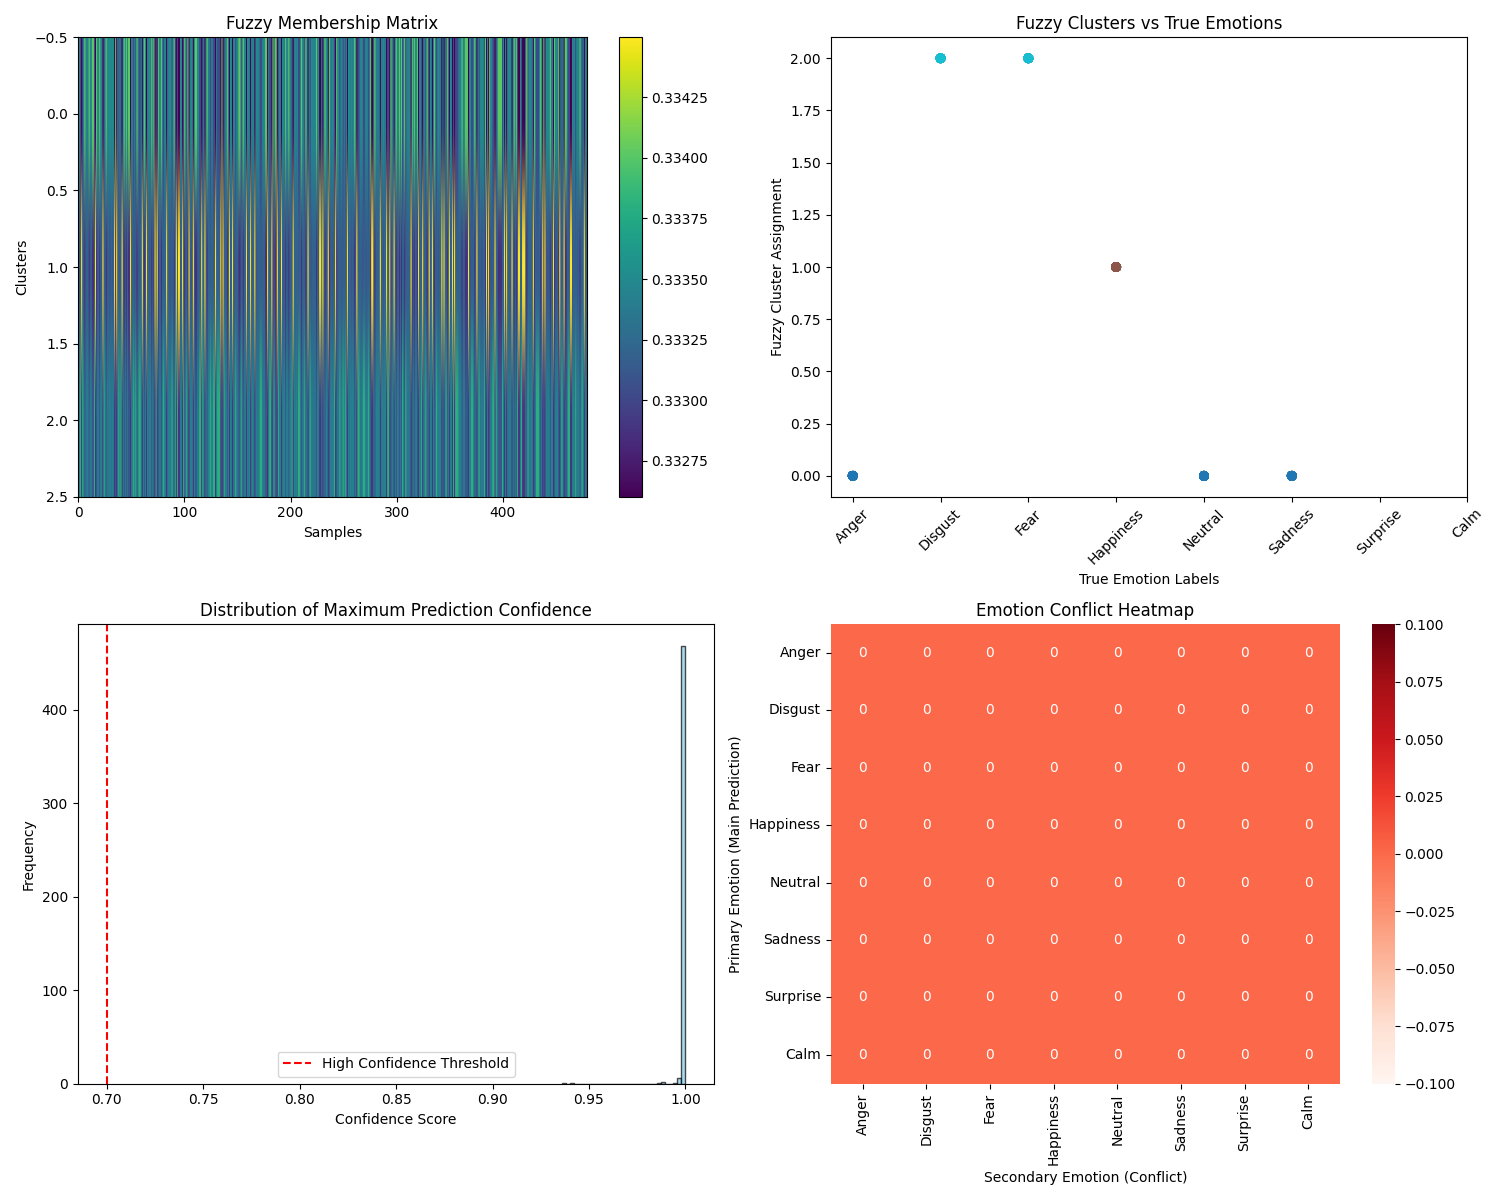 Fuzzy Membership Matrix
−0.5
0.0
0.5
1.0
1.5
2.0
2.5
Clusters
0
100
200
300
400
Samples
0.33425
0.33400
0.33375
0.33350
0.33325
0.33300
0.33275
Fuzzy Clusters vs True Emotions
2.00
1.75
1.50
1.25
1.00
0.75
0.50
0.25
0.00
Fuzzy Cluster Assignment
Anger
Disgust
Fear
Happiness
Neutral
Sadness
Surprise
Calm
True Emotion Labels
Distribution of Maximum Prediction Confidence
400
300
200
100
0
Frequency
High Confidence Threshold
0.70
0.75
0.80
0.85
0.90
0.95
1.00
Confidence Score
Emotion Conflict Heatmap
Primary Emotion (Main Prediction)
Anger 0 0 0 0 0 0 0 0
Disgust 0 0 0 0 0 0 0 0
Fear 0 0 0 0 0 0 0 0
Happiness 0 0 0 0 0 0 0 0
Neutral 0 0 0 0 0 0 0 0
Sadness 0 0 0 0 0 0 0 0
Surprise 0 0 0 0 0 0 0 0
Calm 0 0 0 0 0 0 0 0
Anger
Disgust
Fear
Happiness
Neutral
Sadness
Surprise
Calm
Secondary Emotion (Conflict)
0.100
0.075
0.050
0.025
0.000
−0.025
−0.050
−0.075
−0.100